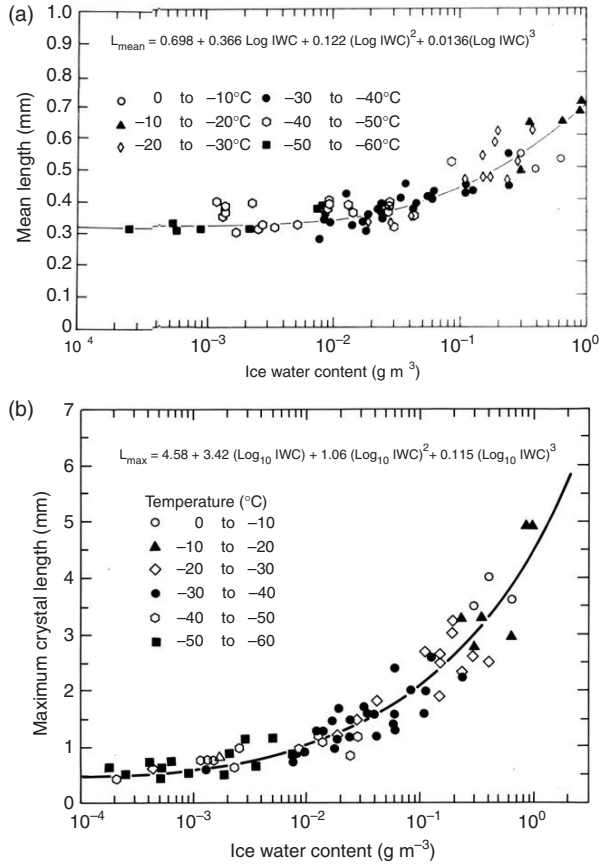 (a)
1.0
0.9
0.8
0.7
0.6
0.5
0.4
0.3
0.2
0.1
0
Mean length (mm)
L_mean = 0.698 + 0.366 Log IWC + 0.122 (Log IWC)² + 0.0136(Log IWC)³
0 to –10°C
–10 to –20°C
–20 to –30°C
–30 to –40°C
–40 to –50°C
–50 to –60°C
10 4 10⁻³ 10⁻² 10⁻¹ 10⁰
Ice water content (g m 3)
(b)
7
6
5
4
3
2
1
0
Maximum crystal length (mm)
L_max = 4.58 + 3.42 (Log₁₀ IWC) + 1.06 (Log₁₀ IWC)² + 0.115 (Log₁₀ IWC)³
Temperature (°C)
0 to –10
–10 to –20
–20 to –30
–30 to –40
–40 to –50
–50 to –60
10⁻⁴ 10⁻³ 10⁻² 10⁻¹ 10⁰
Ice water content (g m⁻³)